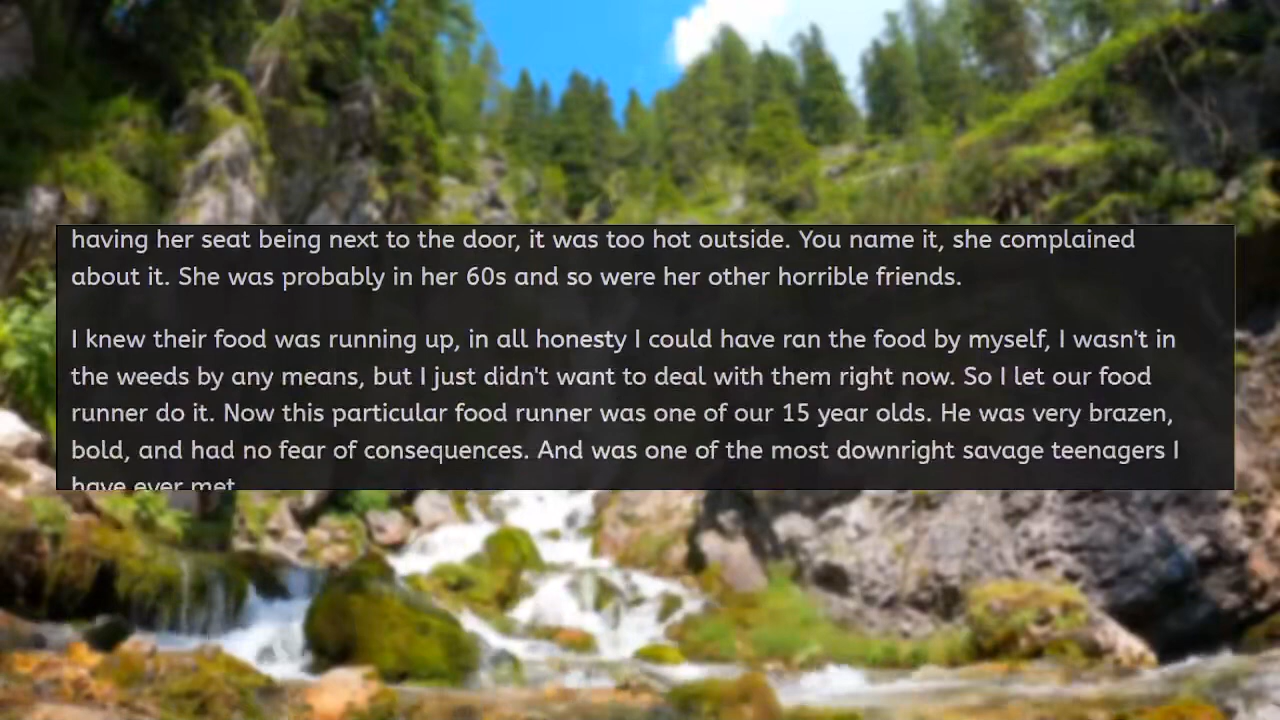 having her seat being next to the door, it was too hot outside. You name it, she complained
about it. She was probably in her 60s and so were her other horrible friends.
I knew their food was running up, in all honesty I could have ran the food by myself, I wasn't in
the weeds by any means, but I just didn't want to deal with them right now. So I let our food
runner do it. Now this particular food runner was one of our 15 year olds. He was very brazen,
bold, and had no fear of consequences. And was one of the most downright savage teenagers I
have ever met